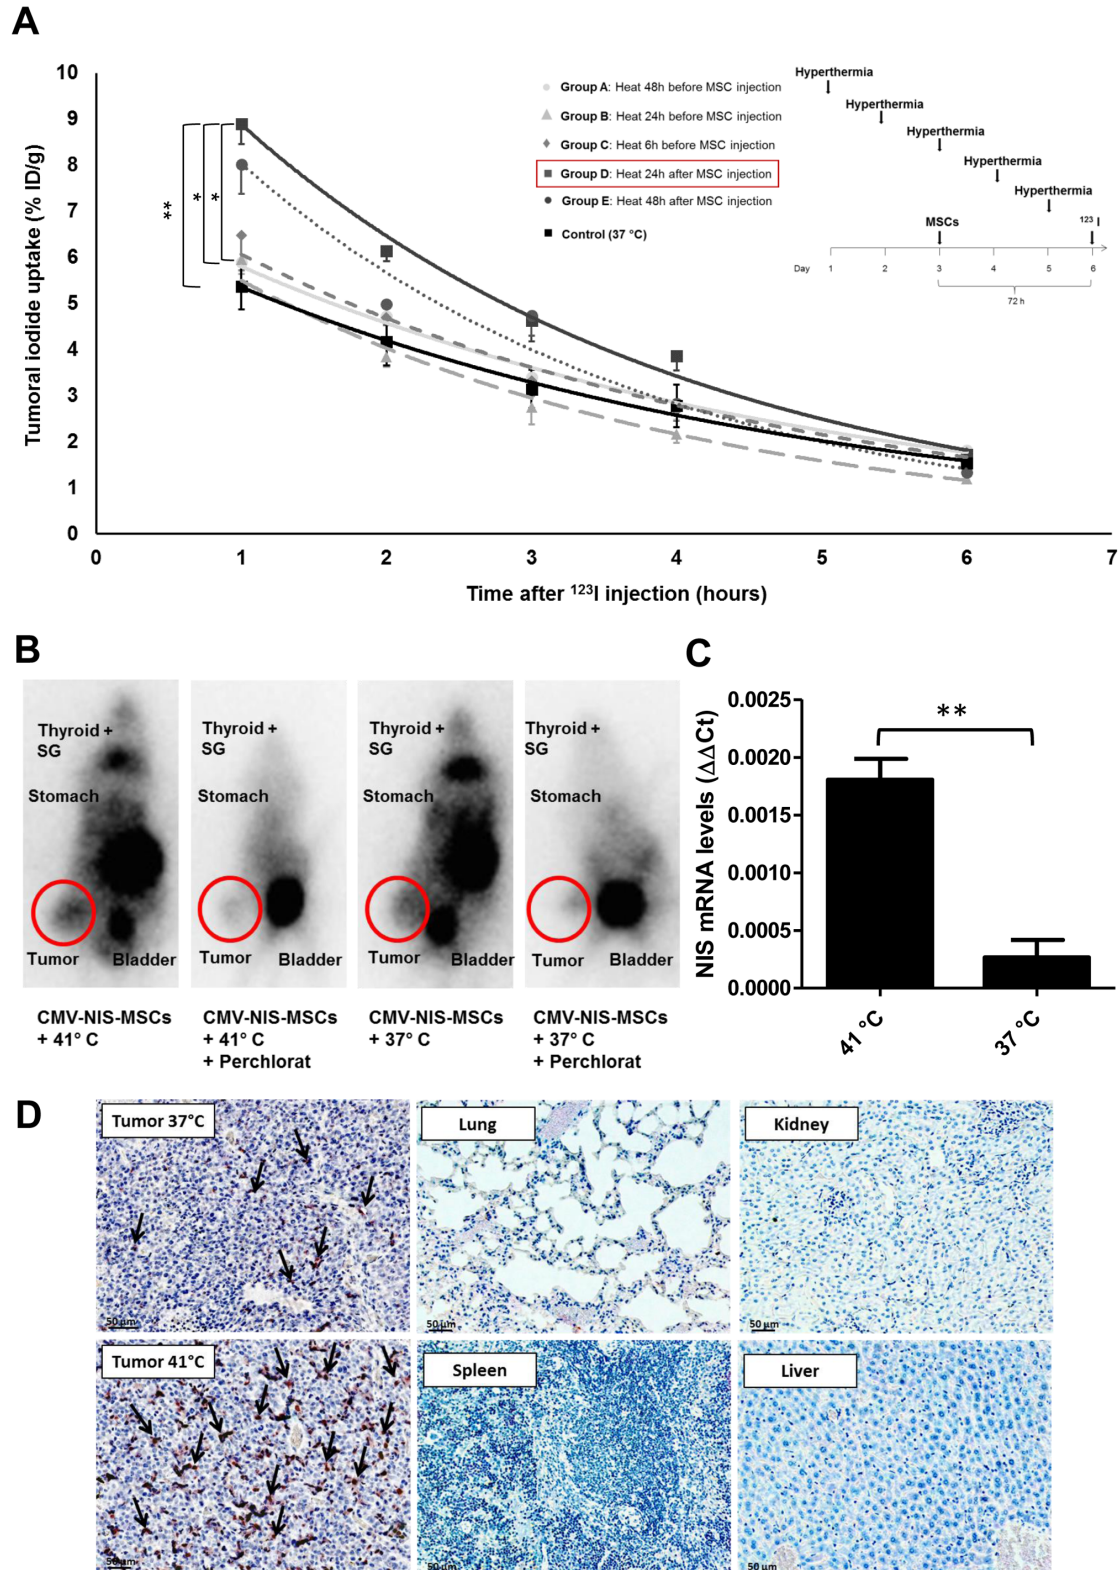 A
10
9
8
7
6
5
4
3
2
1
0
Tumoral iodide uptake (% ID/g)
**
*
*
Group A: Heat 48h before MSC injection
Group B: Heat 24h before MSC injection
Group C: Heat 6h before MSC injection
Group D: Heat 24h after MSC injection
Group E: Heat 48h after MSC injection
Control (37 °C)
Hyperthermia
Hyperthermia
Hyperthermia
Hyperthermia
Hyperthermia
MSCs
123 I
Day 1 2 3 4 5 6
72 h
0 1 2 3 4 5 6 7
Time after 123I injection (hours)
B
Thyroid +
SG
Stomach
Tumor Bladder
CMV-NIS-MSCs
+ 41° C
Thyroid +
SG
Stomach
Tumor Bladder
CMV-NIS-MSCs
+ 41° C
+ Perchlorat
Thyroid +
SG
Stomach
Tumor Bladder
CMV-NIS-MSCs
+ 37° C
Thyroid +
SG
Stomach
Tumor Bladder
CMV-NIS-MSCs
+ 37° C
+ Perchlorat
C
NIS mRNA levels (ΔΔCt)
0.0025
0.0020
0.0015
0.0010
0.0005
0.0000
**
41 °C
37 °C
D
Tumor 37°C
50 µm
Lung
50 µm
Kidney
50 µm
Tumor 41°C
50 µm
Spleen
50 µm
Liver
50 µm